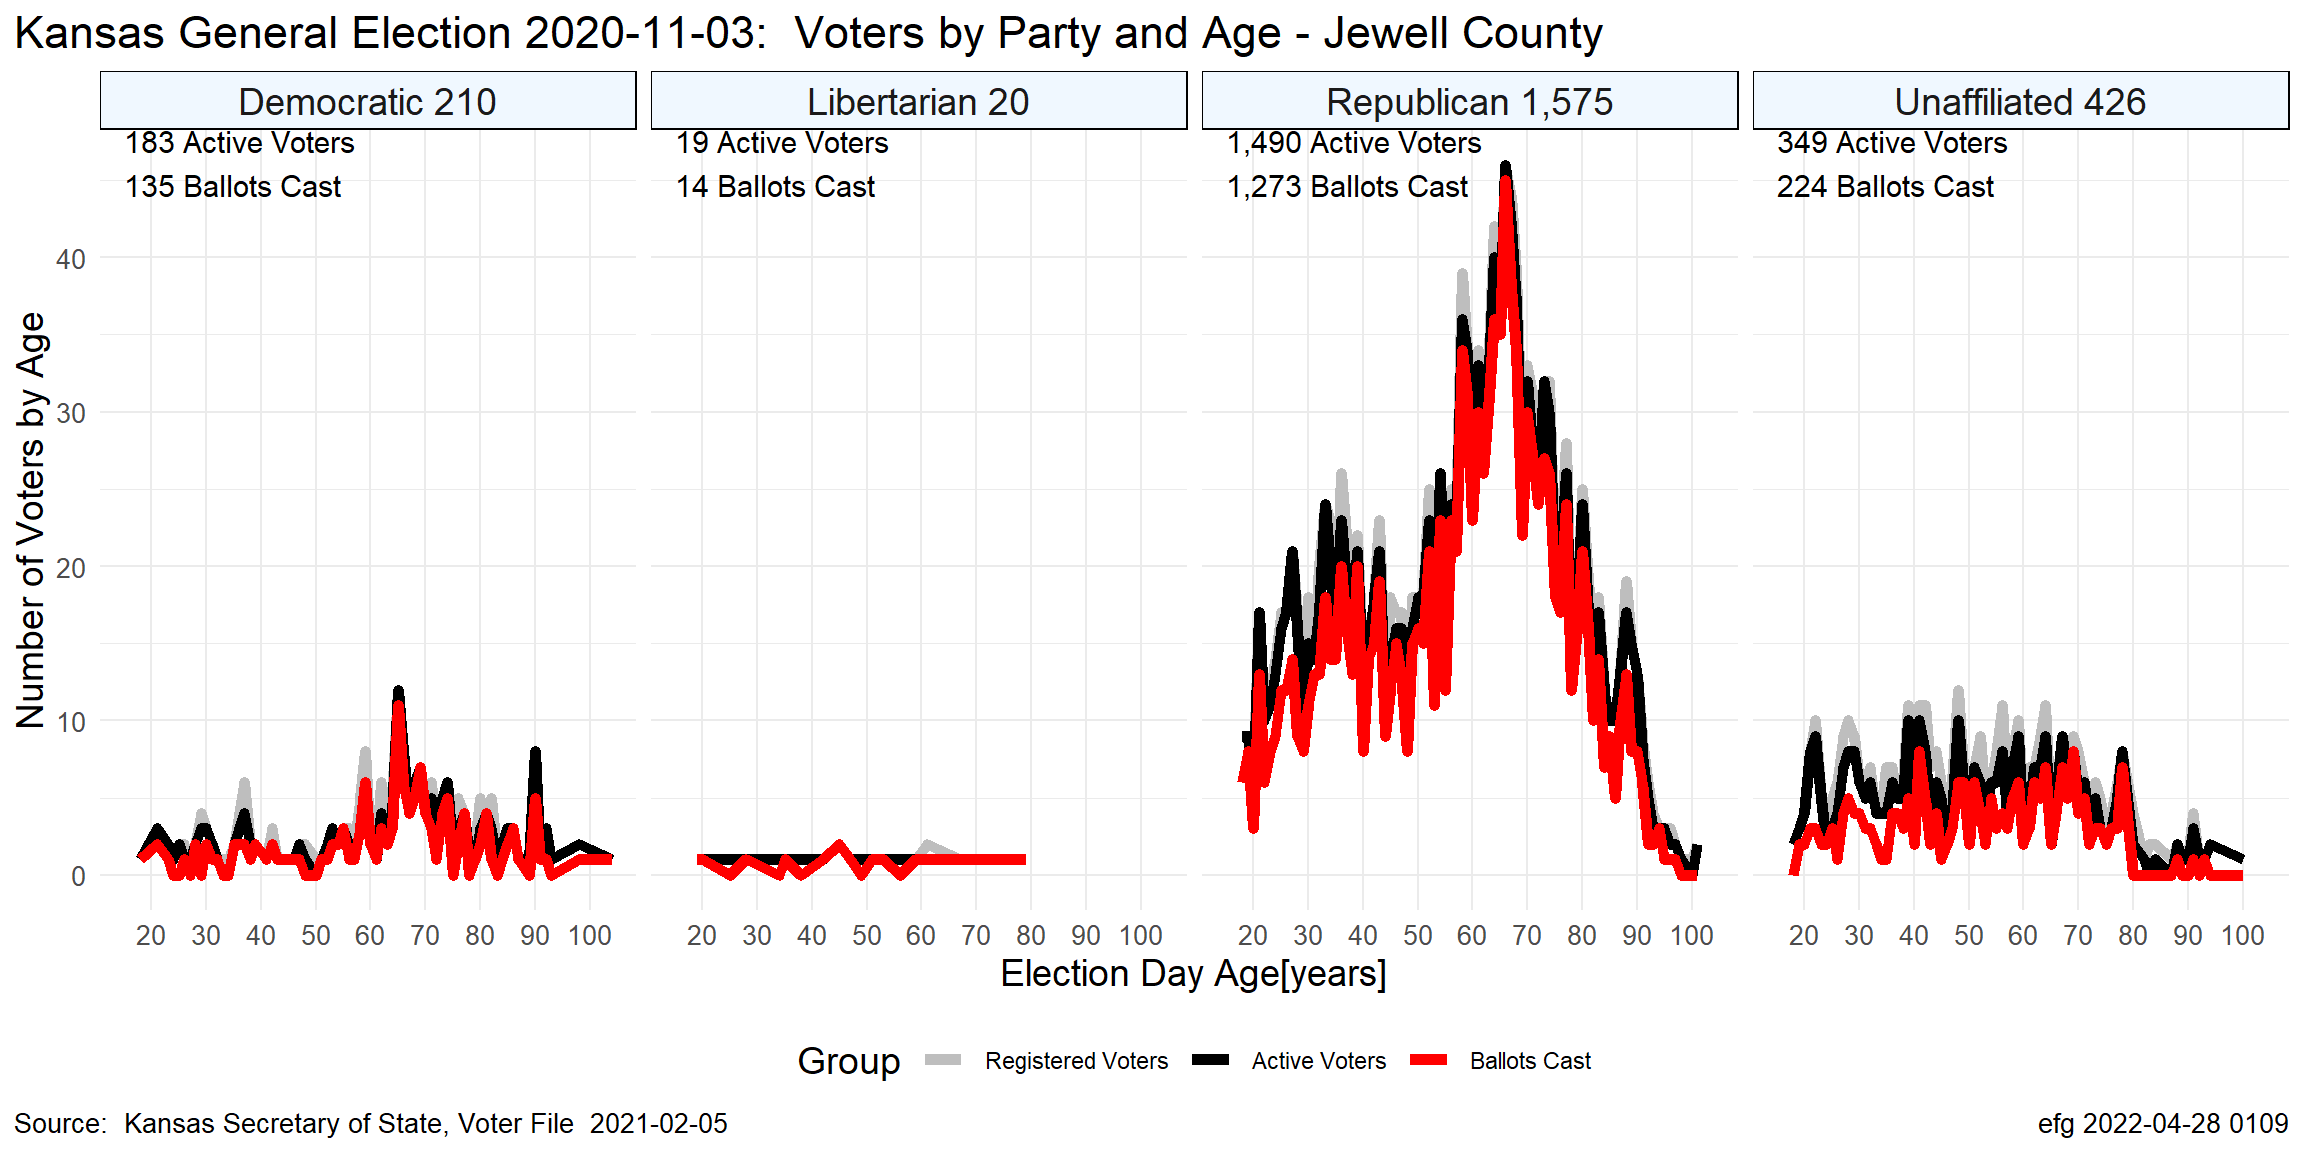 Kansas General Election 2020-11-03:  Voters by Party and Age - Jewell County
Democratic 210
Libertarian 20
Republican 1,575
Unaffiliated 426
183 Active Voters
135 Ballots Cast
19 Active Voters
14 Ballots Cast
1,490 Active Voters
1,273 Ballots Cast
349 Active Voters
224 Ballots Cast
Number of Voters by Age
40
30
20
10
0
20 30 40 50 60 70 80 90 100
20 30 40 50 60 70 80 90 100
20 30 40 50 60 70 80 90 100
20 30 40 50 60 70 80 90 100
Election Day Age[years]
Group Registered Voters Active Voters Ballots Cast
Source:  Kansas Secretary of State, Voter File  2021-02-05
efg 2022-04-28 0109